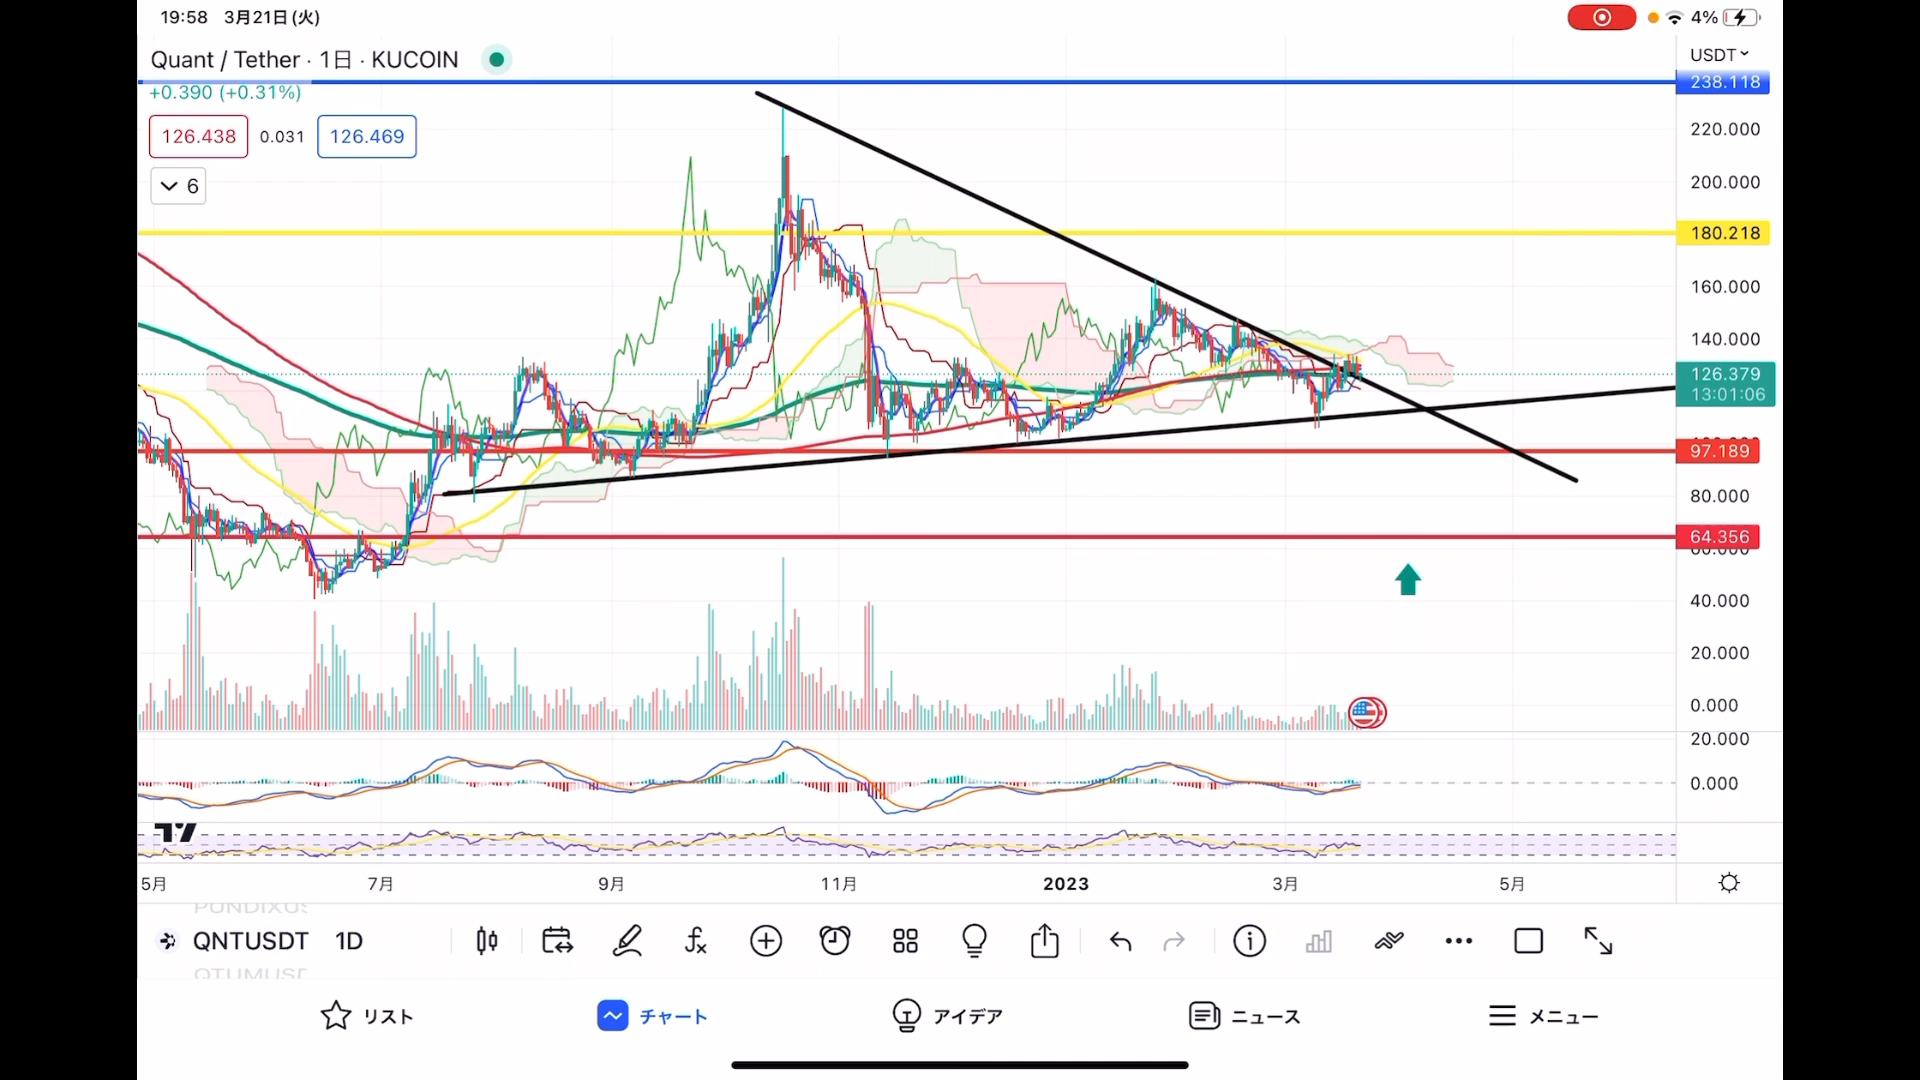 19:58 3月21日(火)
4%
Quant / Tether · 1日 · KUCOIN
USDT
238.118
+0.390 (+0.31%)
126.438 0.031 126.469
6
220.000
200.000
180.218
160.000
140.000
126.379
13:01:06
97.189
80.000
64.356
60.000
40.000
20.000
0.000
20.000
0.000
5月 7月 9月 11月 2023 3月 5月
PUNDIXUS
QNTUSDT 1D
QTUMUSD
リスト チャート アイデア ニュース メニュー